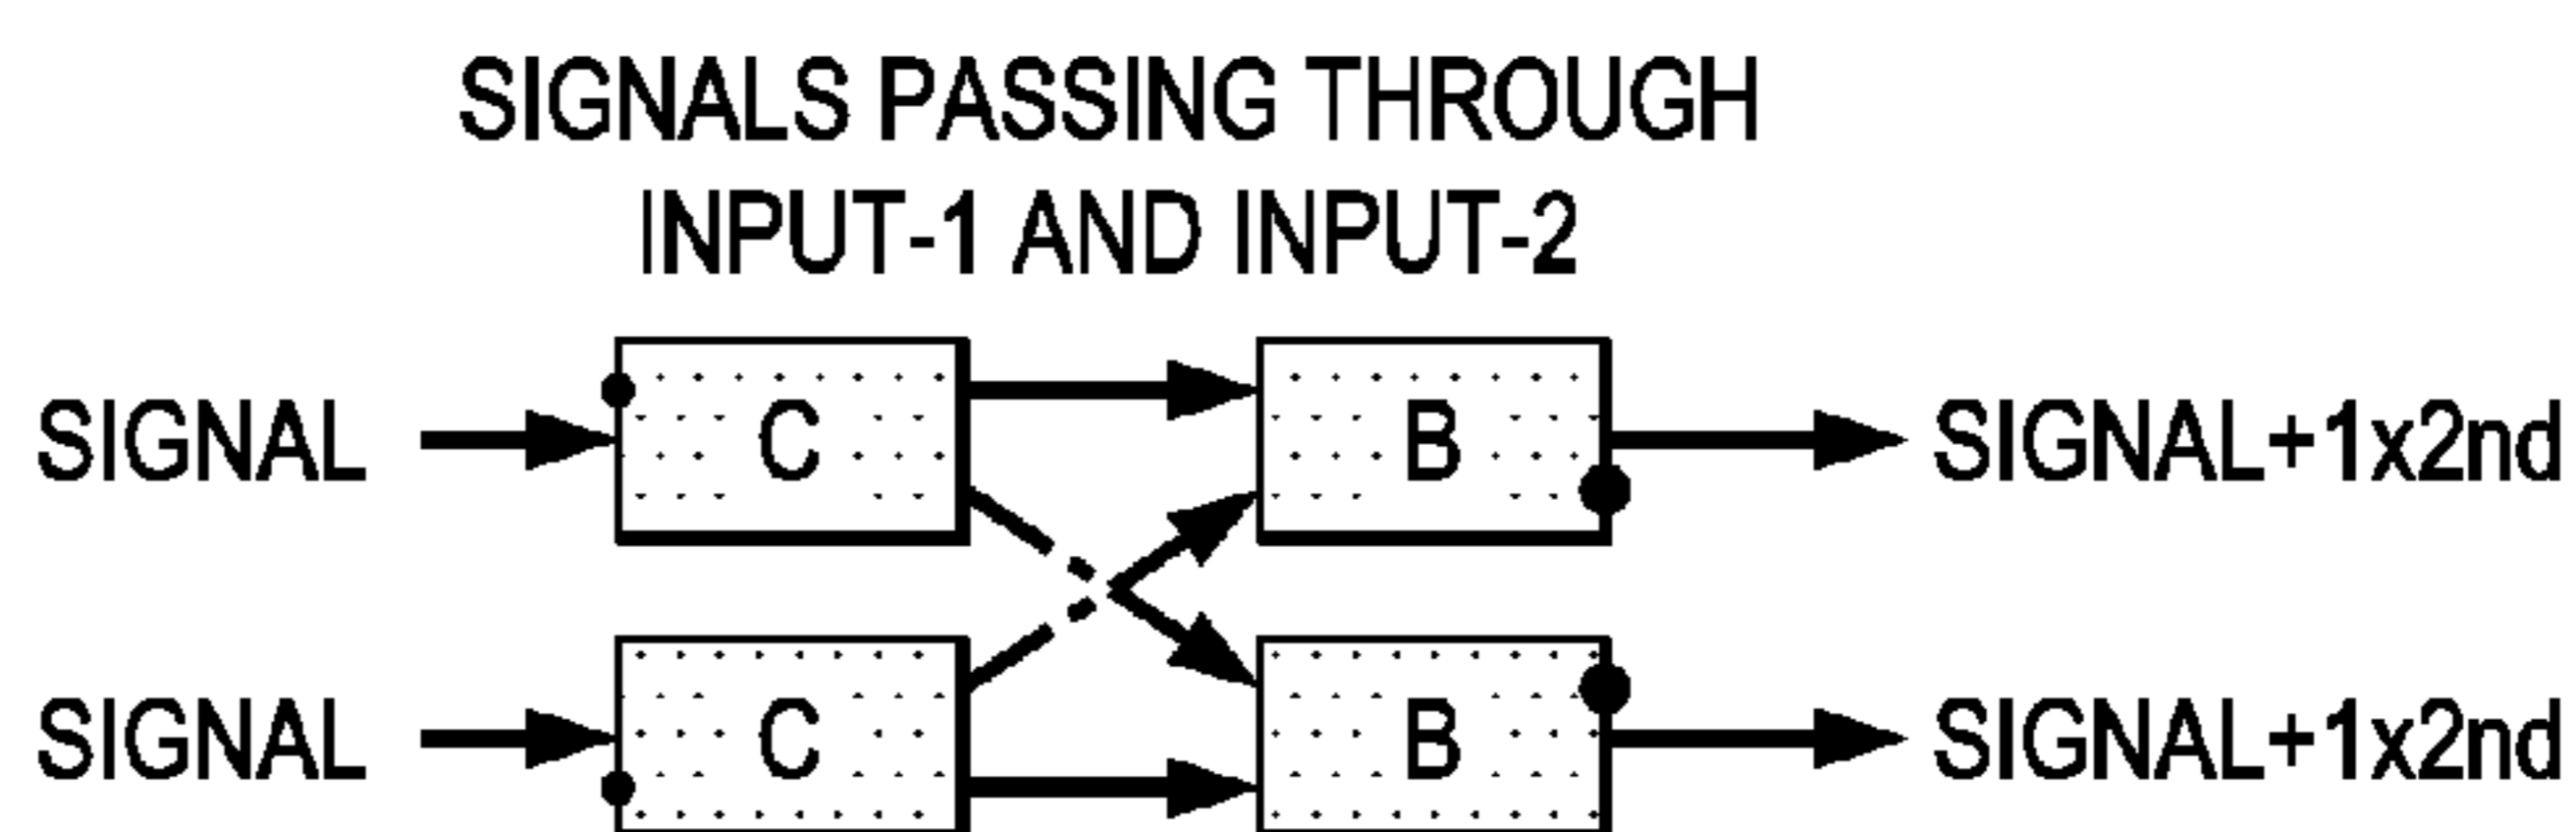 SIGNALS PASSING THROUGH
INPUT-1 AND INPUT-2
SIGNAL C B SIGNAL+1x2nd
SIGNAL C B SIGNAL+1x2nd